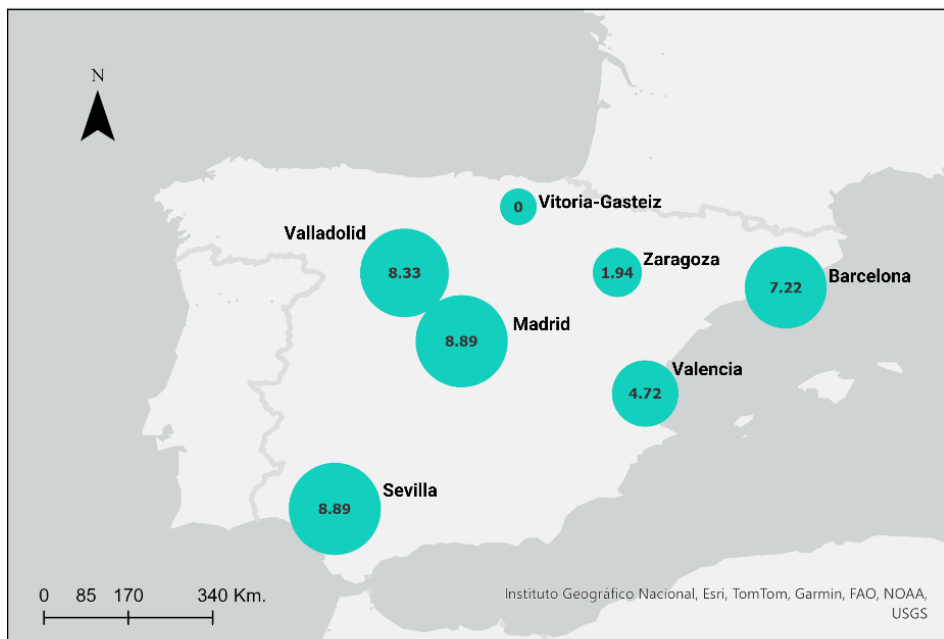 N
0
Vitoria-Gasteiz
Valladolid
8.33
1.94
Zaragoza
7.22
Barcelona
8.89
Madrid
4.72
Valencia
8.89
Sevilla
0 85 170 340 Km.
Instituto Geográfico Nacional, Esri, TomTom, Garmin, FAO, NOAA,
USGS